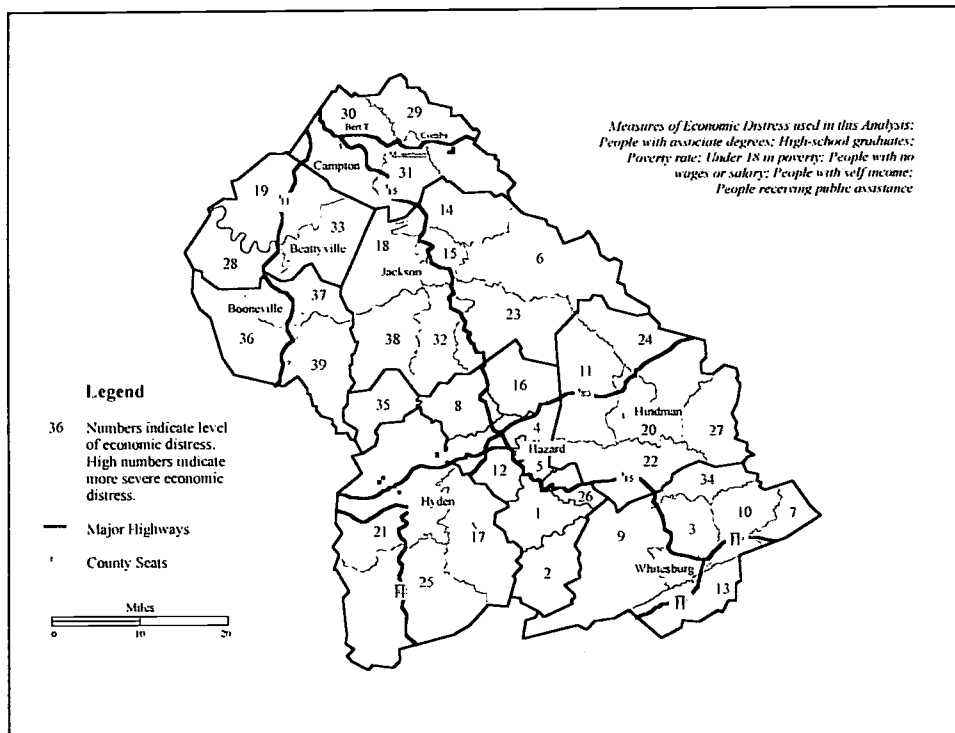 Measures of Economic Distress used in this Analysis:
People with associate degrees; High-school graduates;
Poverty rate; Under 18 in poverty; People with no
wages or salary; People with self income;
People receiving public assistance
30
29
Campton
31
19
14
33
18
15
6
Beattyville
Jackson
28
37
Booneville
23
36
38
32
24
39
16
11
Legend
35
8
Hindman
36 Numbers indicate level
of economic distress.
High numbers indicate
more severe economic
distress.
4
20
27
Hazard
5
22
12
34
26
Hyden
1
10
7
Major Highways
21
17
9
3
County Seats
25
2
Whitesburg
13
Miles
0 10 20